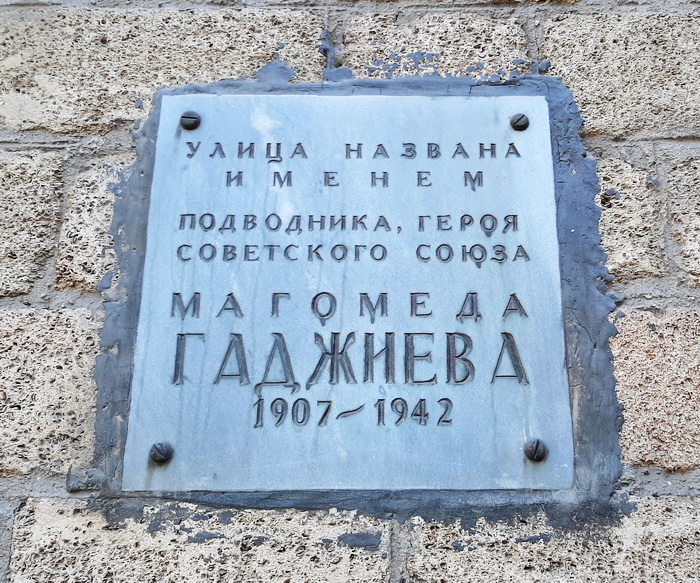 УЛИЦА НАЗВАНА
ИМЕНЕМ
ПОДВОДНИКА, ГЕРОЯ
СОВЕТСКОГО СОЮЗА
МАГОМЕДА
ГАДЖИЕВА
1907~1942